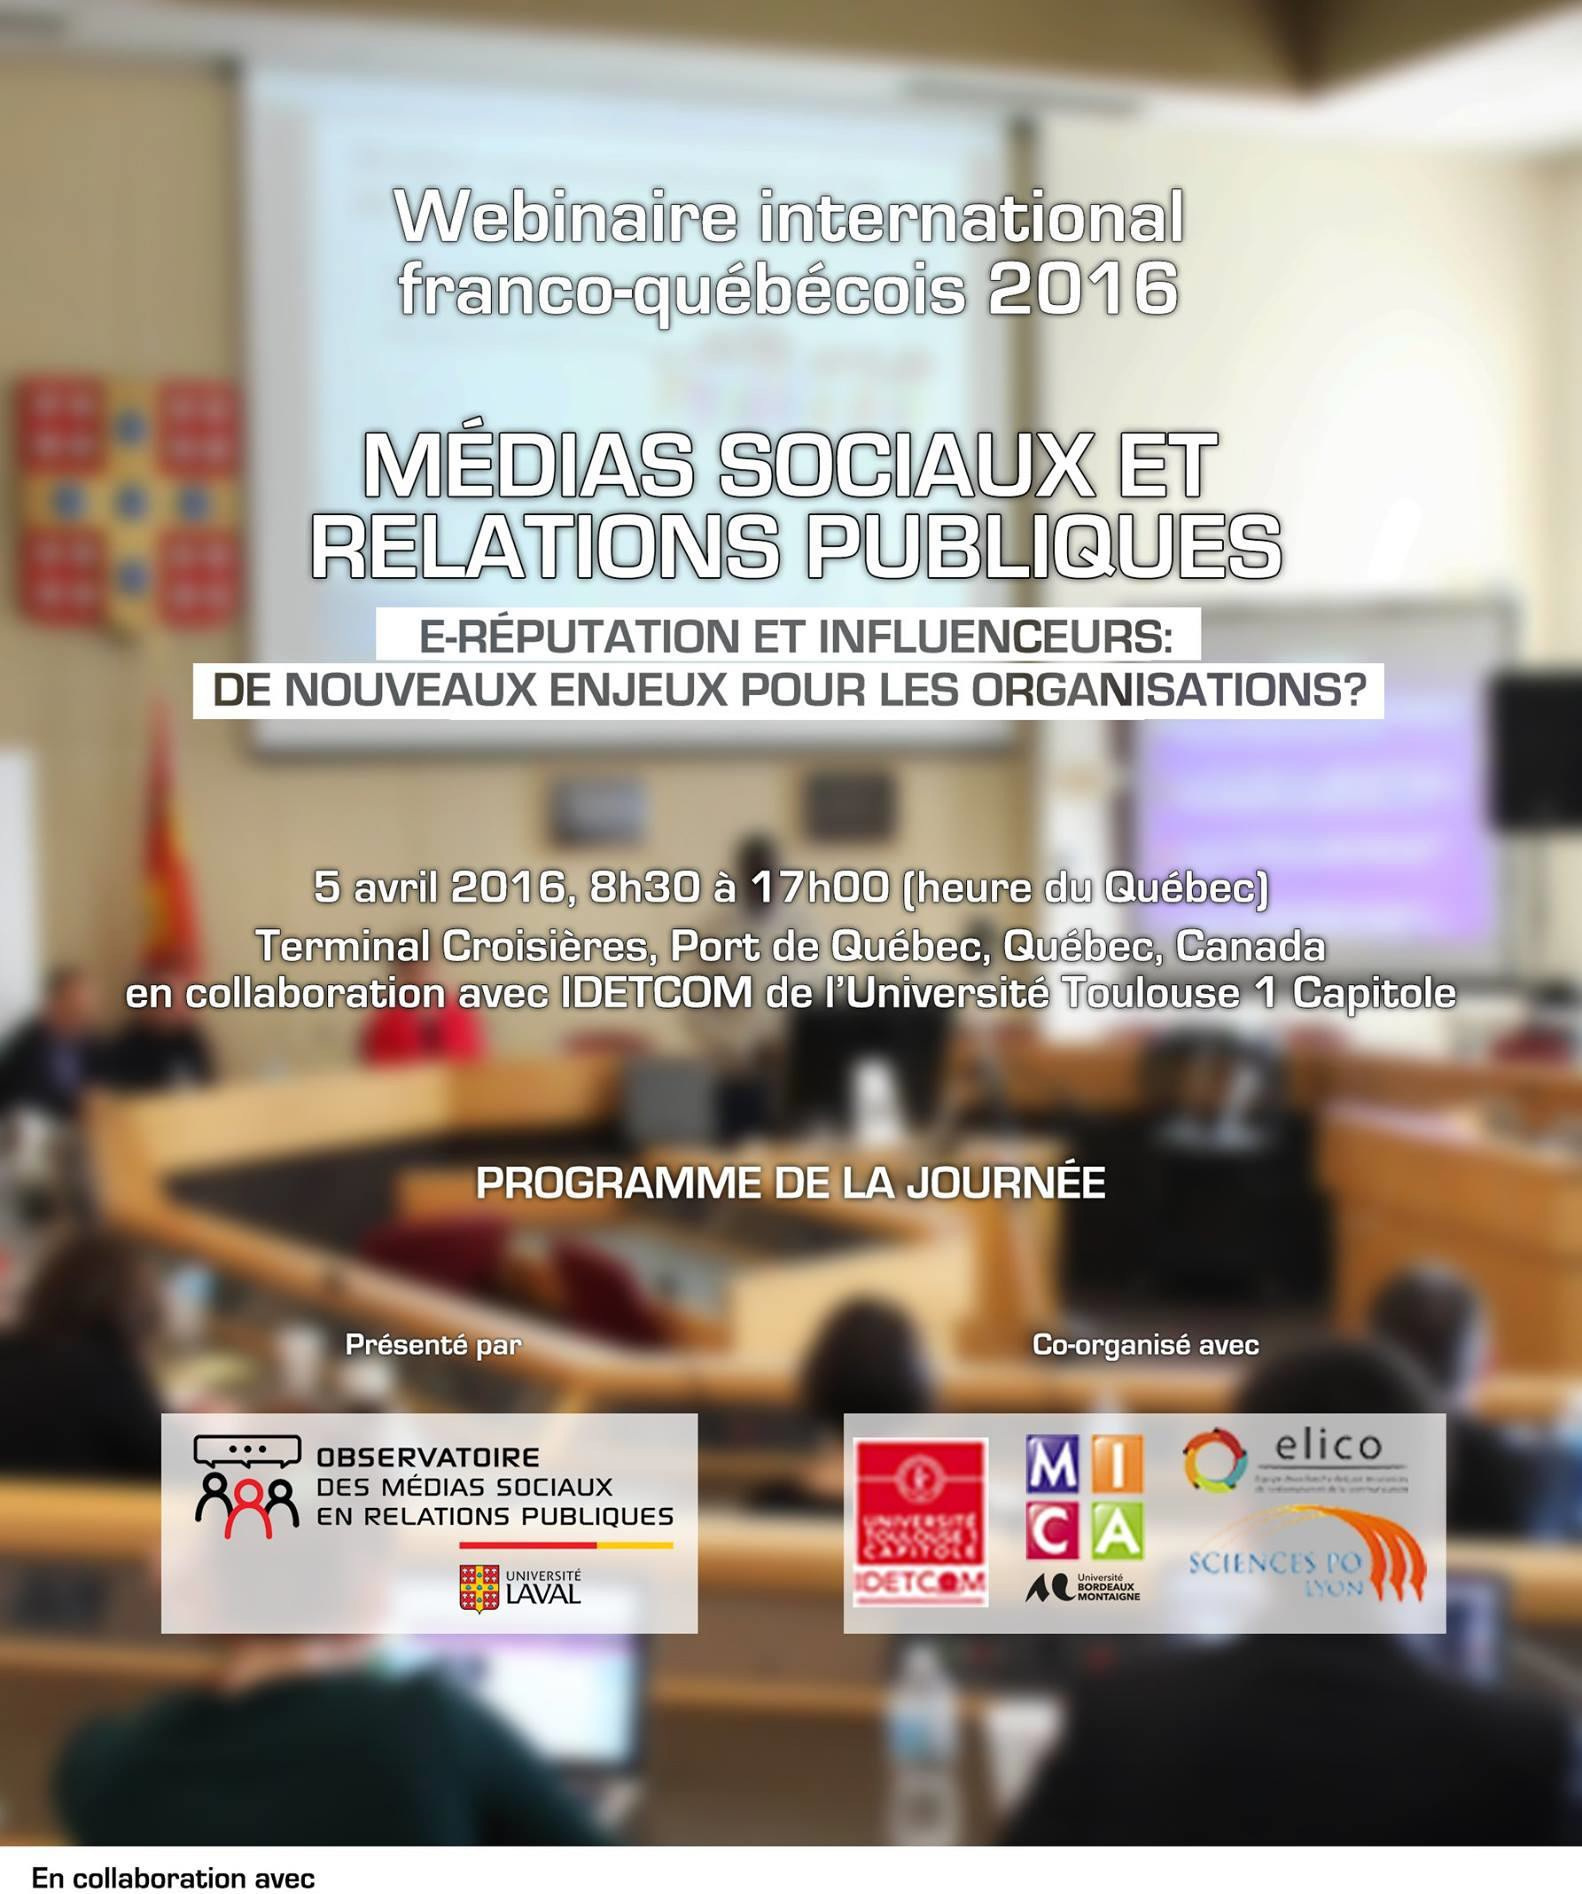 Webinaire international
franco-québécois 2016
MÉDIAS SOCIAUX ET
RELATIONS PUBLIQUES
E-RÉPUTATION ET INFLUENCEURS:
DE NOUVEAUX ENJEUX POUR LES ORGANISATIONS?
5 avril 2016, 8h30 à 17h00 (heure du Québec)
Terminal Croisières, Port de Québec, Québec, Canada
en collaboration avec IDETCOM de l'Université Toulouse 1 Capitole
PROGRAMME DE LA JOURNÉE
Présenté par
OBSERVATOIRE
DES MÉDIAS SOCIAUX
EN RELATIONS PUBLIQUES
UNIVERSITÉ
LAVAL
Co-organisé avec
UNIVERSITÉ
TOULOUSE 1
CAPITOLE
IDETCOM
MI
CA
Université
BORDEAUX
MONTAIGNE
elico
SCIENCES PO
LYON
En collaboration avec